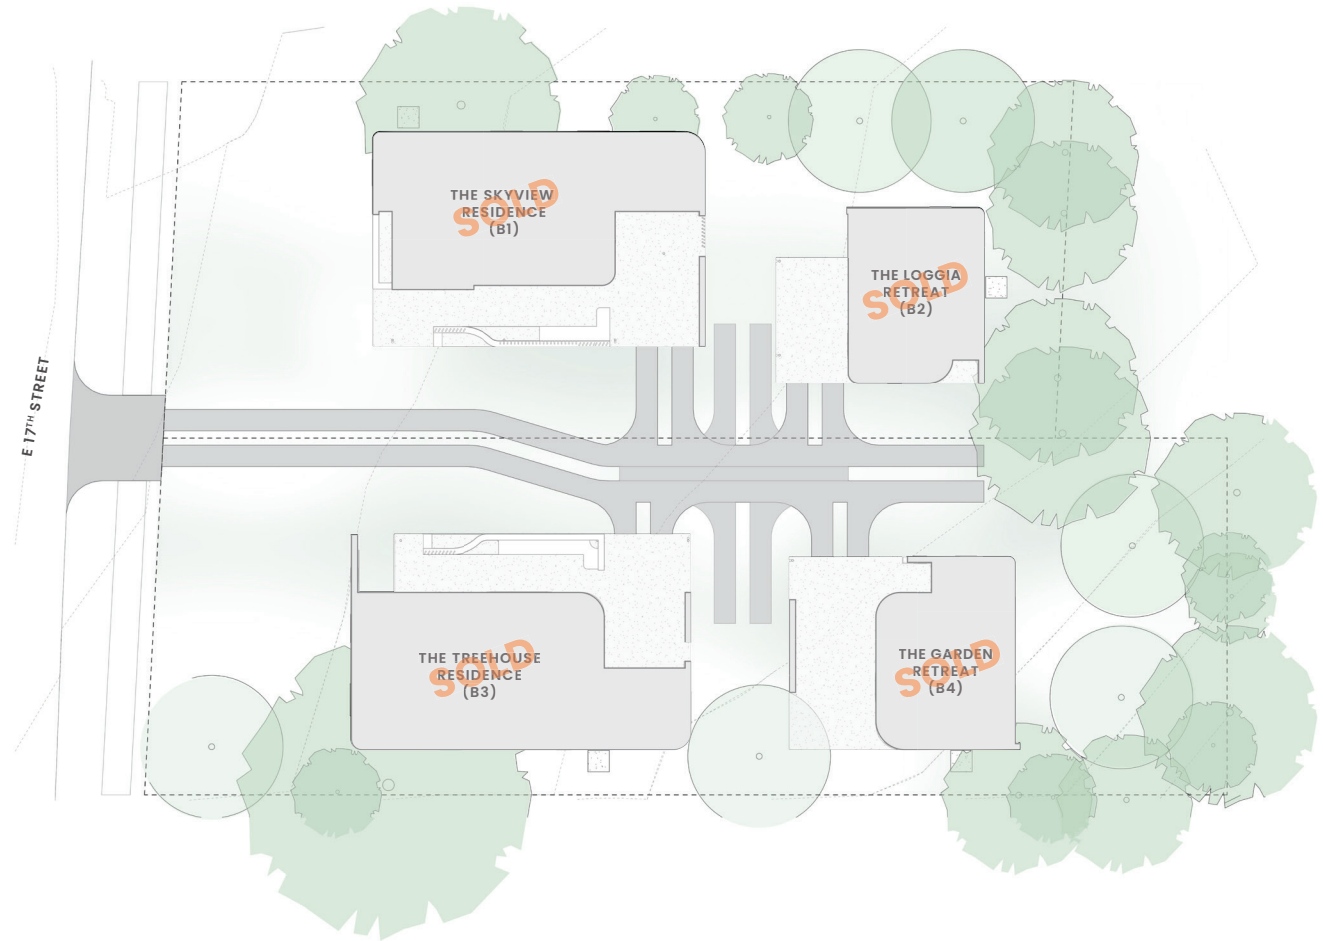 THE SKYVIEW
RESIDENCE
(B1)
SOLD
THE LOGGIA
RETREAT
(B2)
SOLD
E 17TH STREET
THE TREEHOUSE
RESIDENCE
(B3)
SOLD
THE GARDEN
RETREAT
(B4)
SOLD